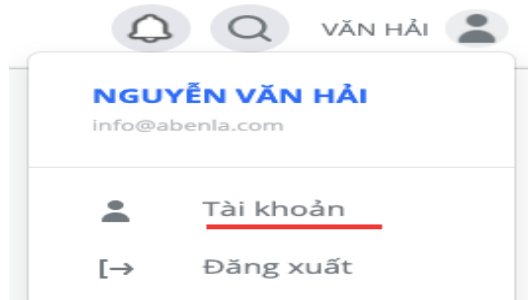 VĂN HẢI
NGUYỄN VĂN HẢI
info@abenla.com
Tài khoản
Đăng xuất